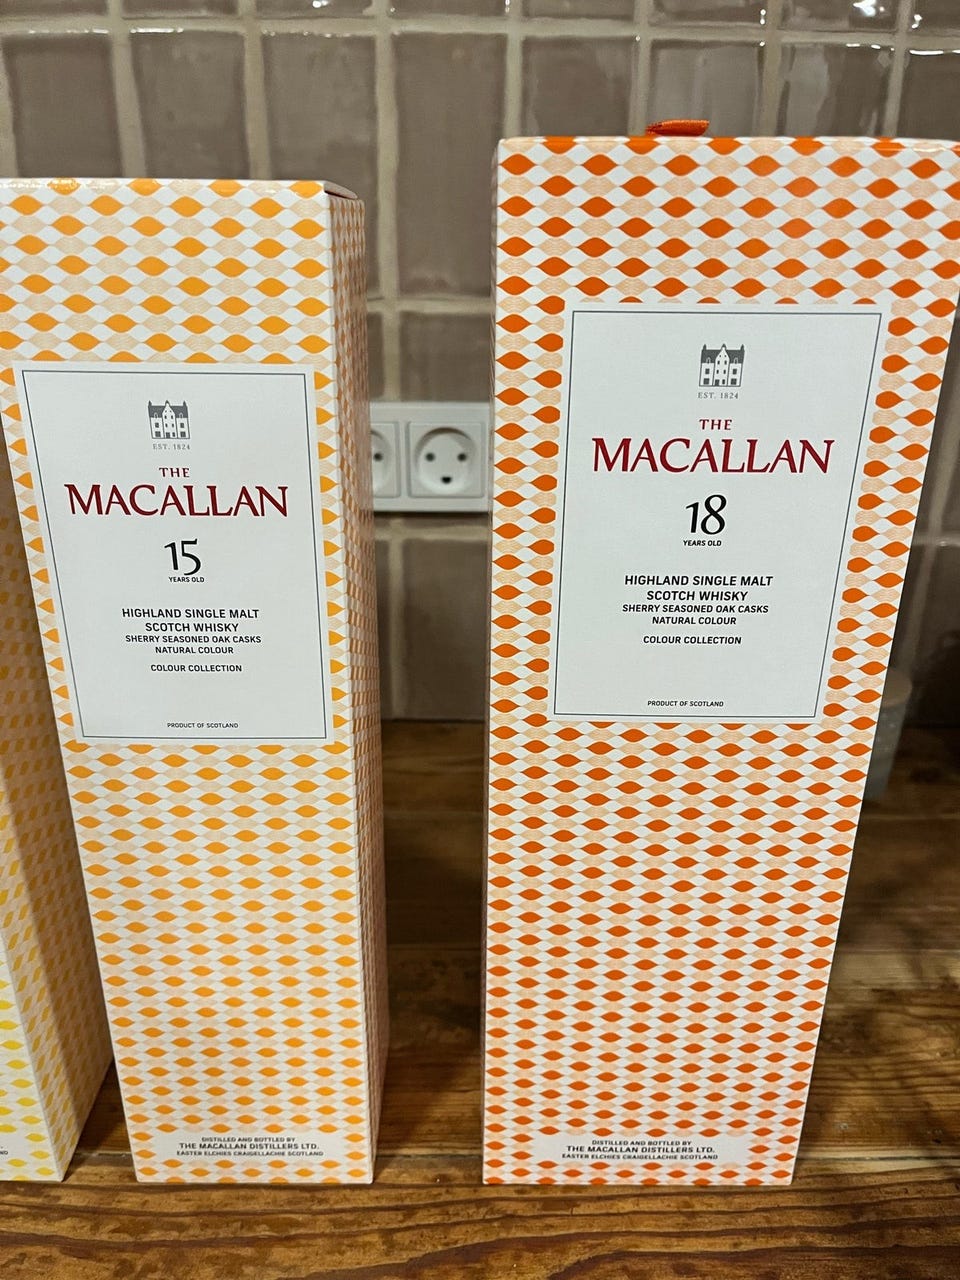 EST. 1824
THE
MACALLAN
15
YEARS OLD
HIGHLAND SINGLE MALT
SCOTCH WHISKY
SHERRY SEASONED OAK CASKS
NATURAL COLOUR
COLOUR COLLECTION
PRODUCT OF SCOTLAND
DISTILLED AND BOTTLED BY
THE MACALLAN DISTILLERS LTD.
EASTER ELCHIES CRAIGELLACHIE SCOTLAND
EST. 1824
THE
MACALLAN
18
YEARS OLD
HIGHLAND SINGLE MALT
SCOTCH WHISKY
SHERRY SEASONED OAK CASKS
NATURAL COLOUR
COLOUR COLLECTION
PRODUCT OF SCOTLAND
DISTILLED AND BOTTLED BY
THE MACALLAN DISTILLERS LTD.
EASTER ELCHIES CRAIGELLACHIE SCOTLAND